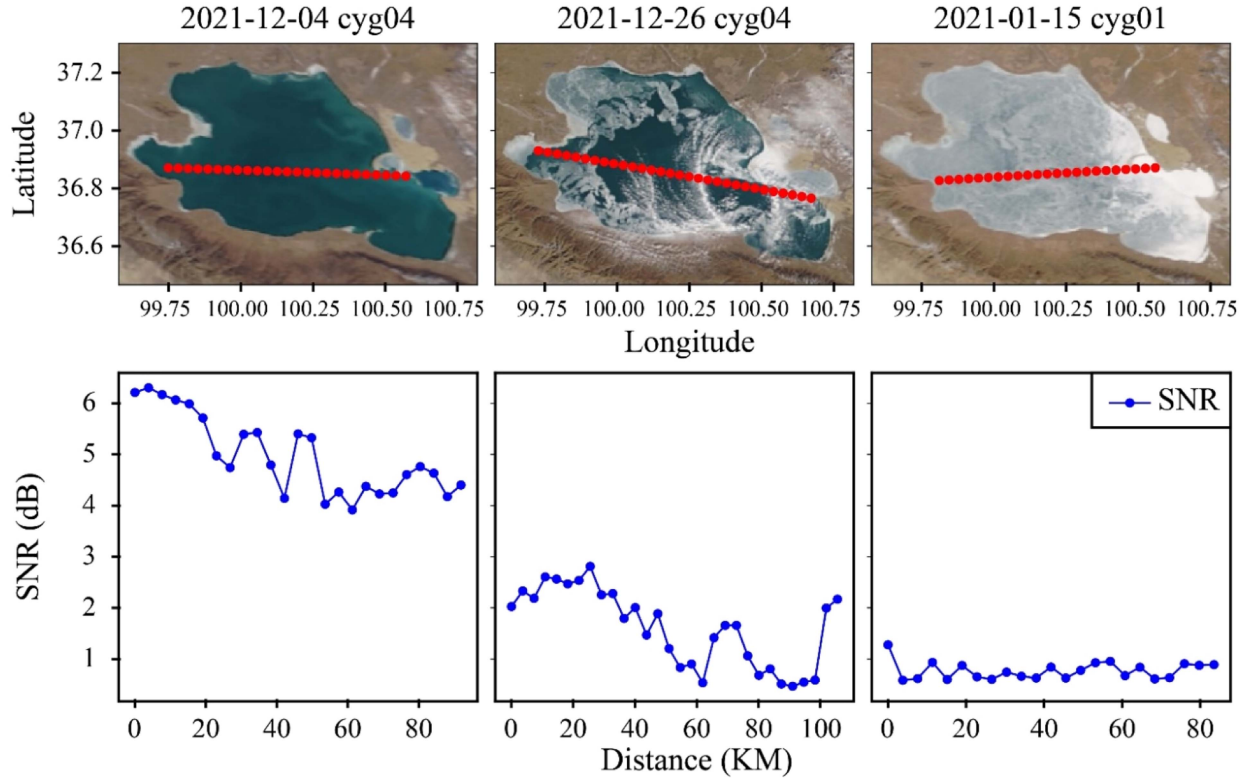 2021-12-04 cyg04
2021-12-26 cyg04
2021-01-15 cyg01
Latitude
37.2
37.0
36.8
36.6
99.75 100.00 100.25 100.50 100.75
99.75 100.00 100.25 100.50 100.75
99.75 100.00 100.25 100.50 100.75
Longitude
SNR (dB)
6
5
4
3
2
1
SNR
0 20 40 60 80
0 20 40 60 80 100
0 20 40 60 80
Distance (KM)